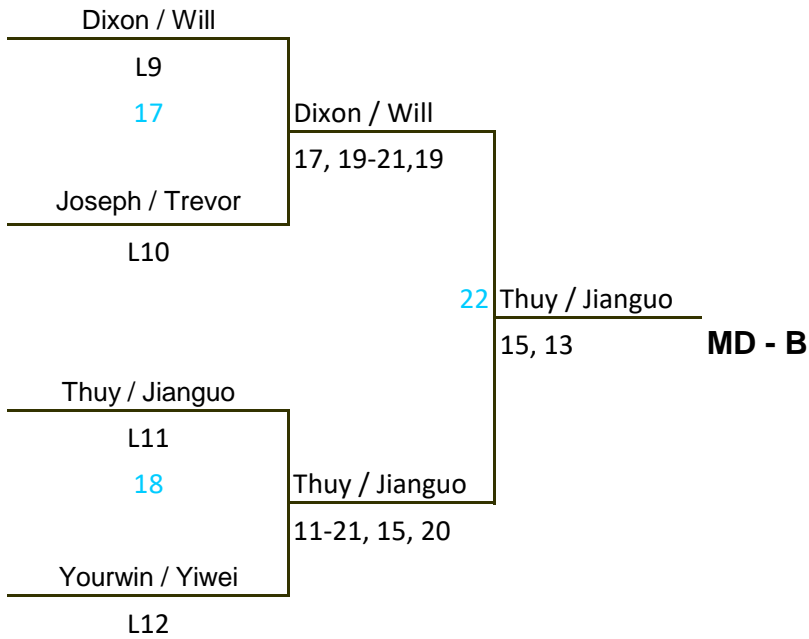 Dixon / Will
L9
17
Dixon / Will
17, 19-21,19
Joseph / Trevor
L10
22
Thuy / Jianguo
15, 13
MD - B
Thuy / Jianguo
L11
18
Thuy / Jianguo
11-21, 15, 20
Yourwin / Yiwei
L12